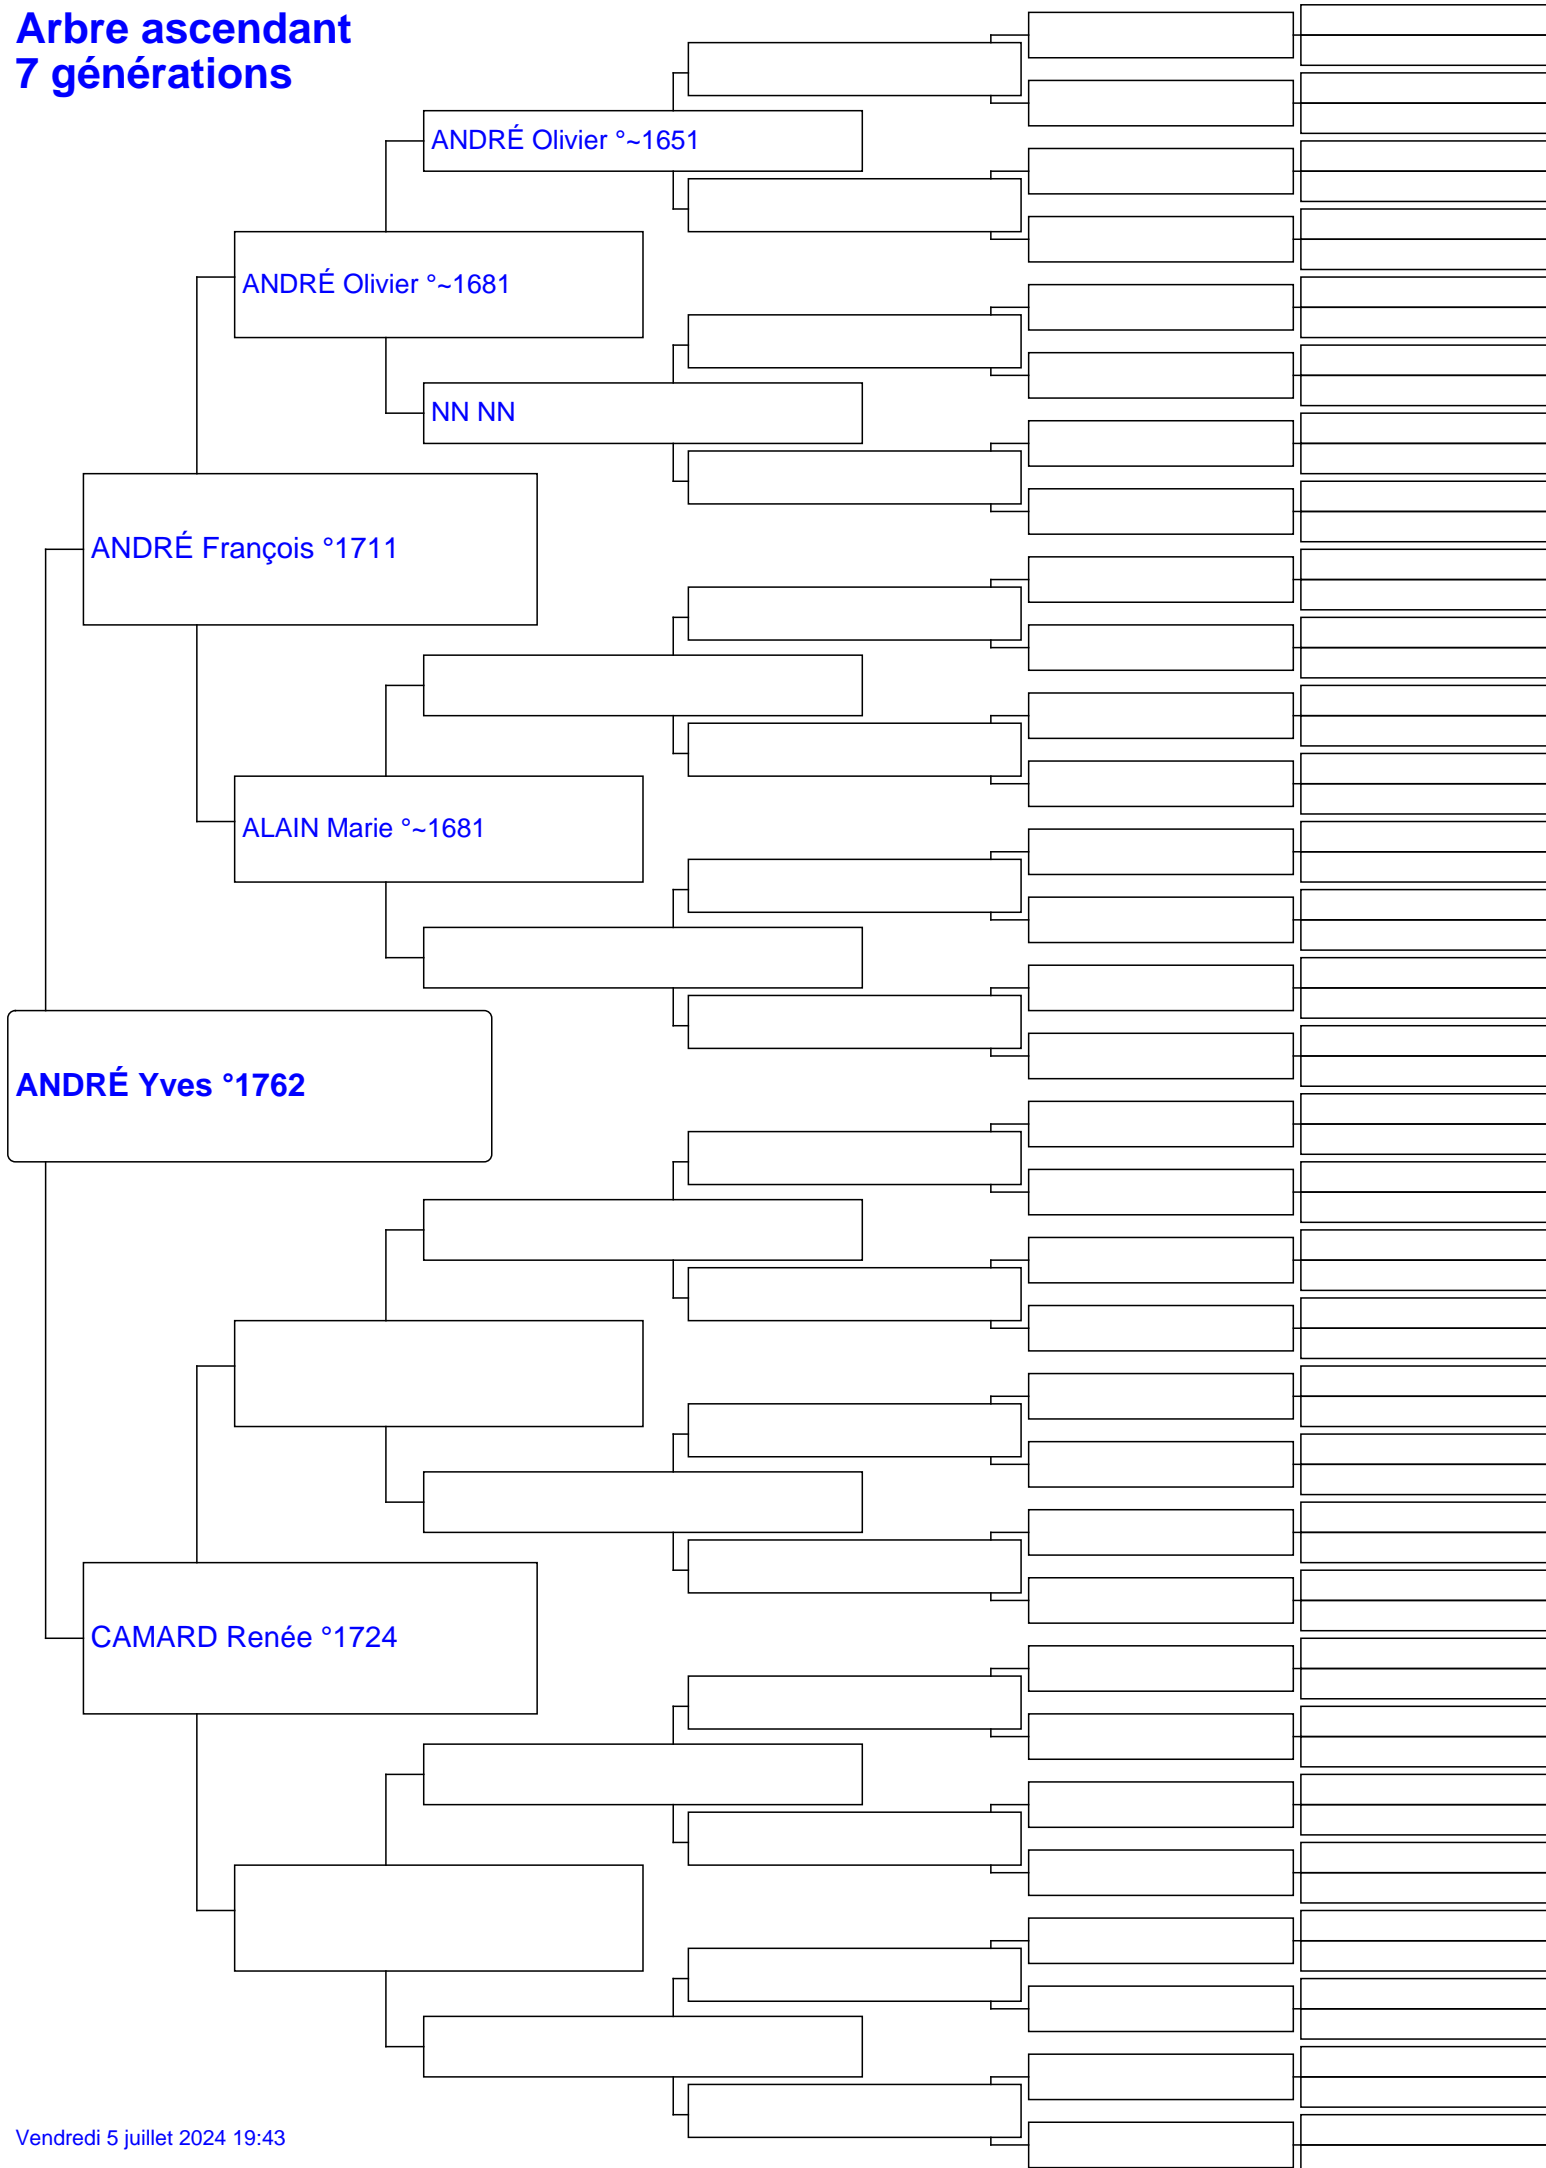 Arbre ascendant
7 générations
ANDRÉ Olivier °~1651
ANDRÉ Olivier °~1681
NN NN
ANDRÉ François °1711
ALAIN Marie °~1681
ANDRÉ Yves °1762
CAMARD Renée °1724
Vendredi 5 juillet 2024 19:43